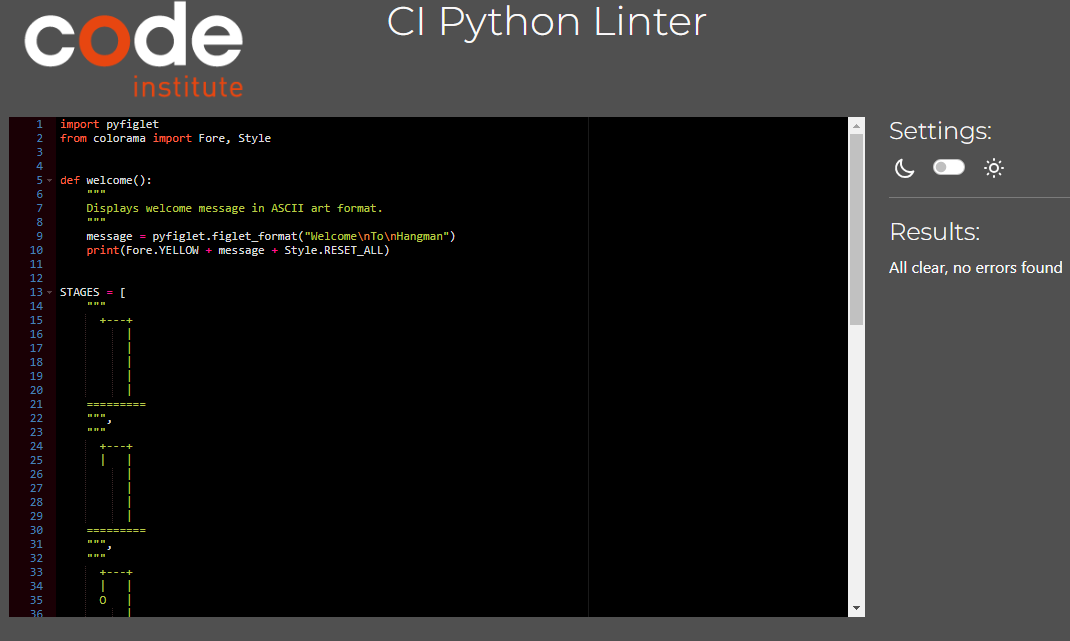 code
institute
CI Python Linter
1 import pyfiglet
2 from colorama import Fore, Style
3
4
5 def welcome():
6     """
7     Displays welcome message in ASCII art format.
8     """
9     message = pyfiglet.figlet_format("Welcome\nTo\nHangman")
10     print(Fore.YELLOW + message + Style.RESET_ALL)
11
12
13 STAGES = [
14     """
15       +---+
16           |
17           |
18           |
19           |
20           |
21     =========
22     """,
23     """
24       +---+
25       |   |
26           |
27           |
28           |
29           |
30     =========
31     """,
32     """
33       +---+
34       |   |
35       O   |
36           |
Settings:
Results:
All clear, no errors found